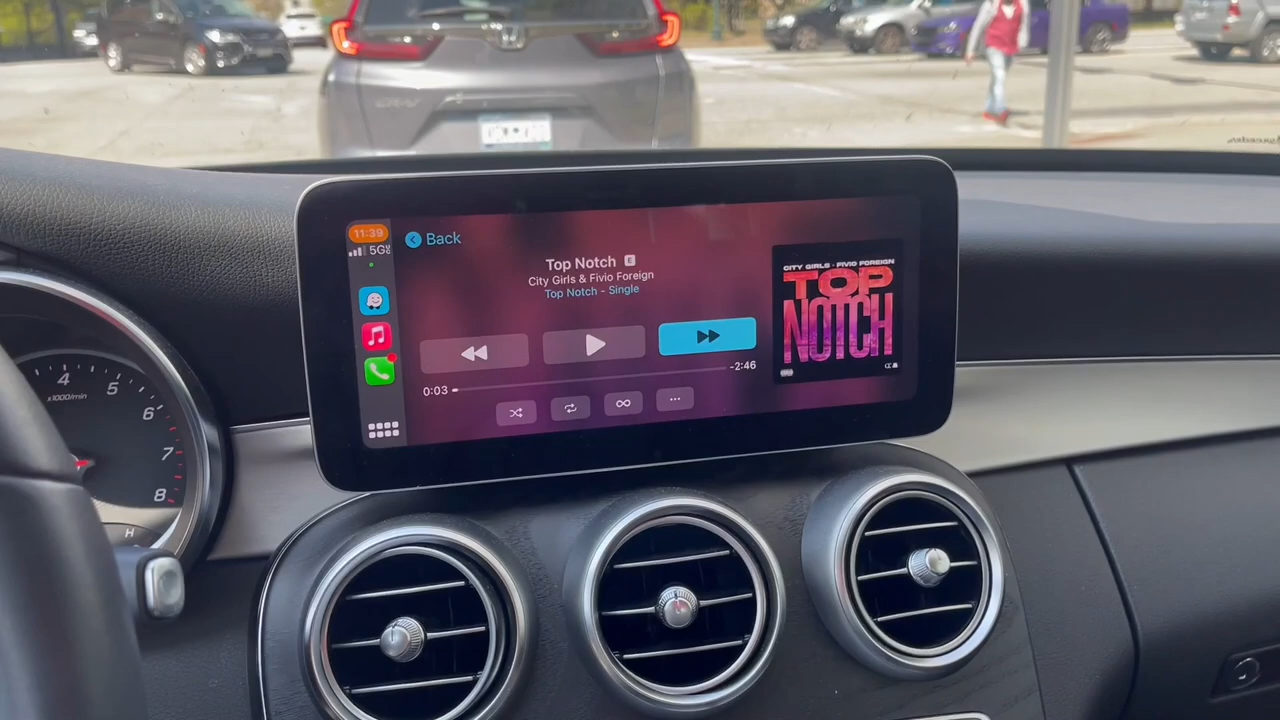 CR-V
11:39
5G
Back
Top Notch E
City Girls & Fivio Foreign
Top Notch - Single
0:03
-2:46
CITY GIRLS - FIVIO FOREIGN
TOP
NOTCH
4
5
6
7
8
x1000/min
H